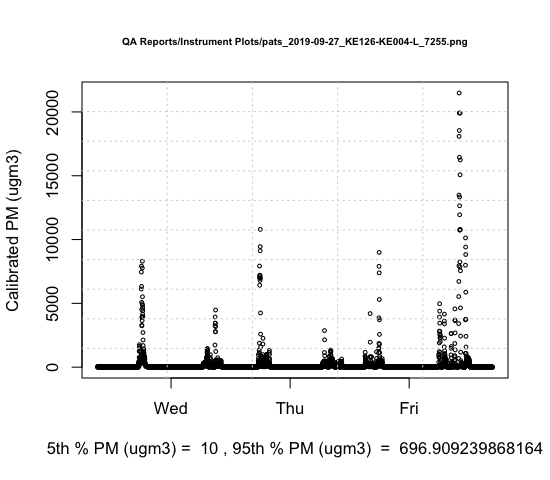 QA Reports/Instrument Plots/pats_2019-09-27_KE126-KE004-L_7255.png
20000
15000
10000
5000
0
Calibrated PM (ugm3)
Wed Thu Fri
5th % PM (ugm3) = 10 , 95th % PM (ugm3) = 696.909239868164